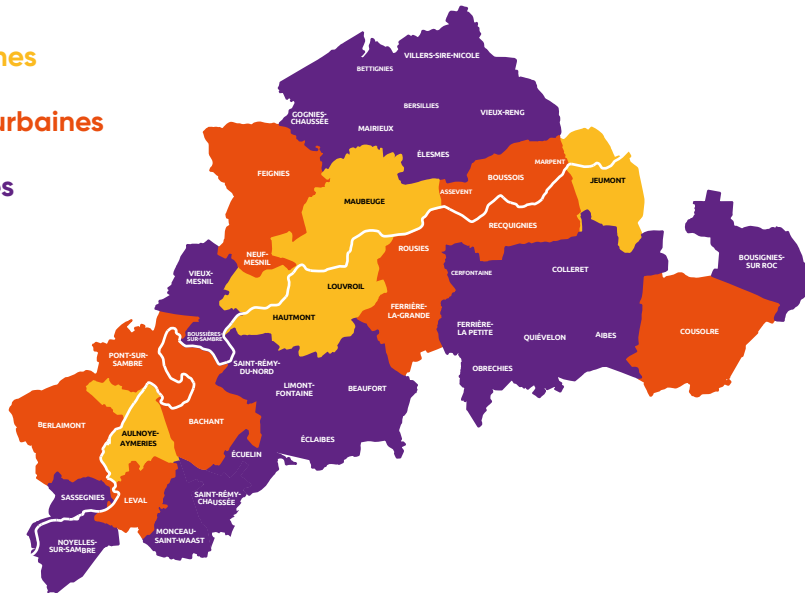 nes
urbaines
s
VILLERS-SIRE-NICOLE
BETTIGNIES
BERSILLIES
VIEUX-RENG
GOGNIES-
CHAUSSÉE
MAIRIEUX
ÉLESMES
MARPENT
BOUSSOIS
FEIGNIES
JEUMONT
ASSEVENT
MAUBEUGE
RECQUIGNIES
ROUSIES
BOUSIGNIES-
SUR ROC
NEUF-
MESNIL
COLLERET
CERFONTAINE
VIEUX-
MESNIL
LOUVROIL
HAUTMONT
FERRIÈRE-
LA-GRANDE
FERRIÈRE-
LA PETITE
COUSOLRE
BOUSSIÈRES-
SUR-SAMBRE
QUIÉVELON
AIBES
PONT-SUR-
SAMBRE
SAINT-RÉMY-
DU-NORD
OBRECHIES
LIMONT-
FONTAINE
BEAUFORT
BERLAIMONT
BACHANT
AULNOYE-
AYMERIES
ÉCLAIBES
ÉCUELIN
SASSEGNIES
LEVAL
SAINT-RÉMY-
CHAUSSÉE
MONCEAU-
SAINT-WAAST
NOYELLES-
SUR-SAMBRE